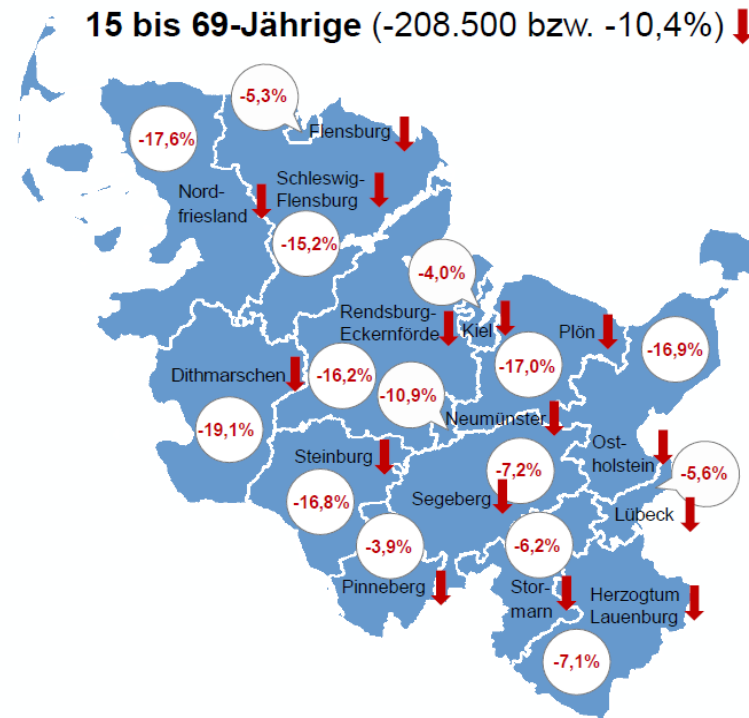 15 bis 69-Jährige (-208.500 bzw. -10,4%)
-5,3%
-17,6%
Flensburg
Schleswig-
Flensburg
Nord-
friesland
-15,2%
-4,0%
Rendsburg-
Eckernförde
Kiel
Plön
-16,9%
-17,0%
Dithmarschen
-16,2%
-10,9%
-19,1%
Neumünster
Ost-
holstein
Steinburg
-7,2%
-5,6%
Segeberg
-16,8%
Lübeck
-3,9%
-6,2%
Pinneberg
Stor-
marn
Herzogtum
Lauenburg
-7,1%